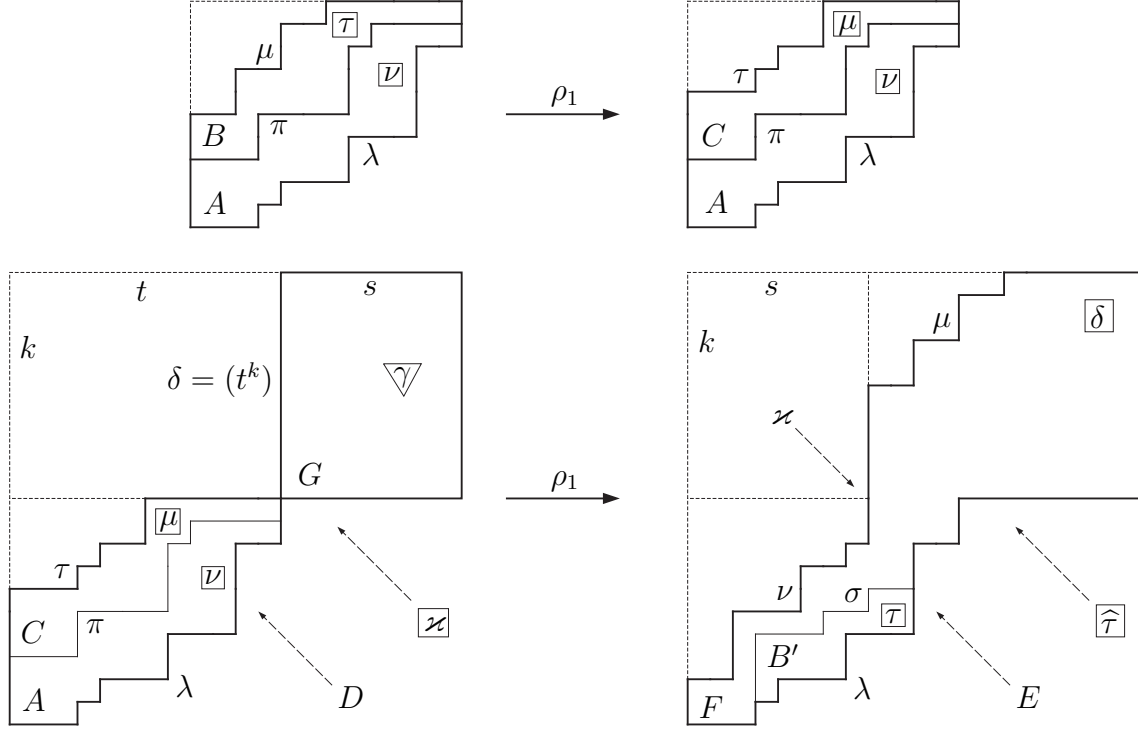 τ
μ
ν
B
π
λ
A
ρ₁
μ
τ
ν
C
π
λ
A
t
s
k
δ = (t^k)
γ
G
μ
τ
ν
C
π
ϰ
A
λ
D
ρ₁
s
μ
δ
k
ϰ
ν
σ
τ
τ̂
B′
F
λ
E